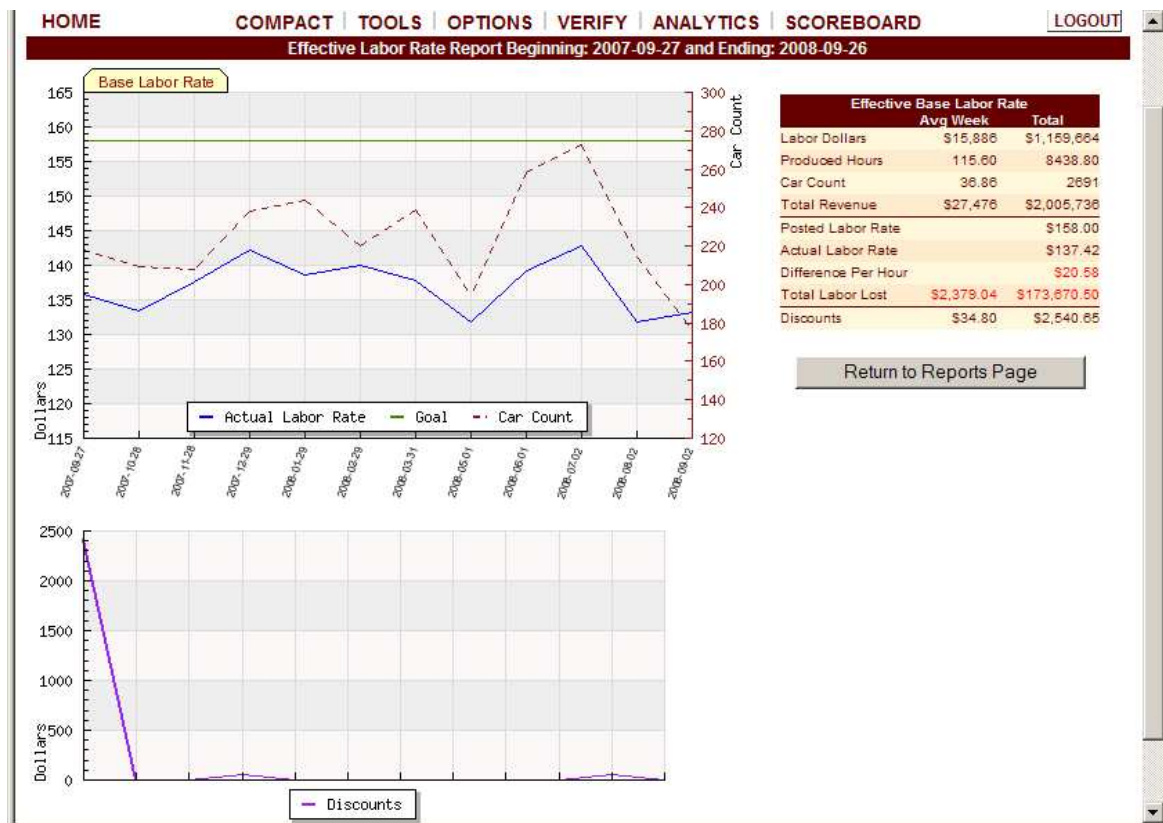 HOME COMPACT TOOLS OPTIONS VERIFY ANALYTICS SCOREBOARD LOGOUT
Effective Labor Rate Report Beginning: 2007-09-27 and Ending: 2008-09-26
Base Labor Rate
165
160
155
150
145
140
135
130
125
120
115
Dollars
300
280
260
240
220
200
180
160
140
120
Car Count
Actual Labor Rate Goal Car Count
2007-09-27
2007-10-28
2007-11-28
2007-12-29
2008-01-29
2008-02-29
2008-03-31
2008-05-01
2008-06-01
2008-07-02
2008-08-02
2008-09-02
Effective Base Labor Rate
Avg Week Total
Labor Dollars $15,886 $1,159,664
Produced Hours 115.60 8438.80
Car Count 36.86 2691
Total Revenue $27,476 $2,005,736
Posted Labor Rate $158.00
Actual Labor Rate $137.42
Difference Per Hour $20.58
Total Labor Lost $2,379.04 $173,670.50
Discounts $34.80 $2,540.65
Return to Reports Page
2500
2000
1500
1000
500
0
Dollars
Discounts